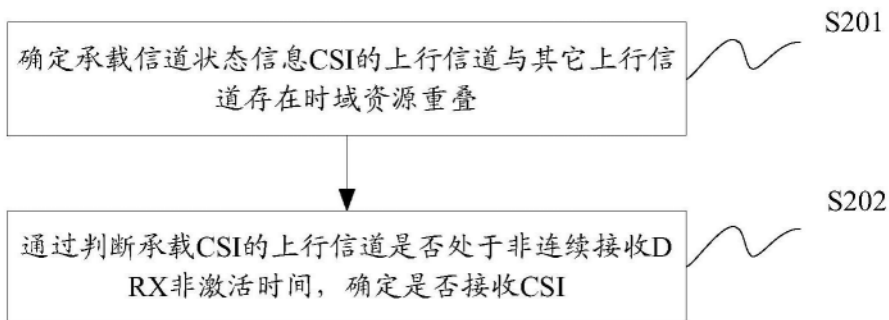 S201
确定承载信道状态信息CSI的上行信道与其它上行信
道存在时域资源重叠
S202
通过判断承载CSI的上行信道是否处于非连续接收D
RX非激活时间，确定是否接收CSI